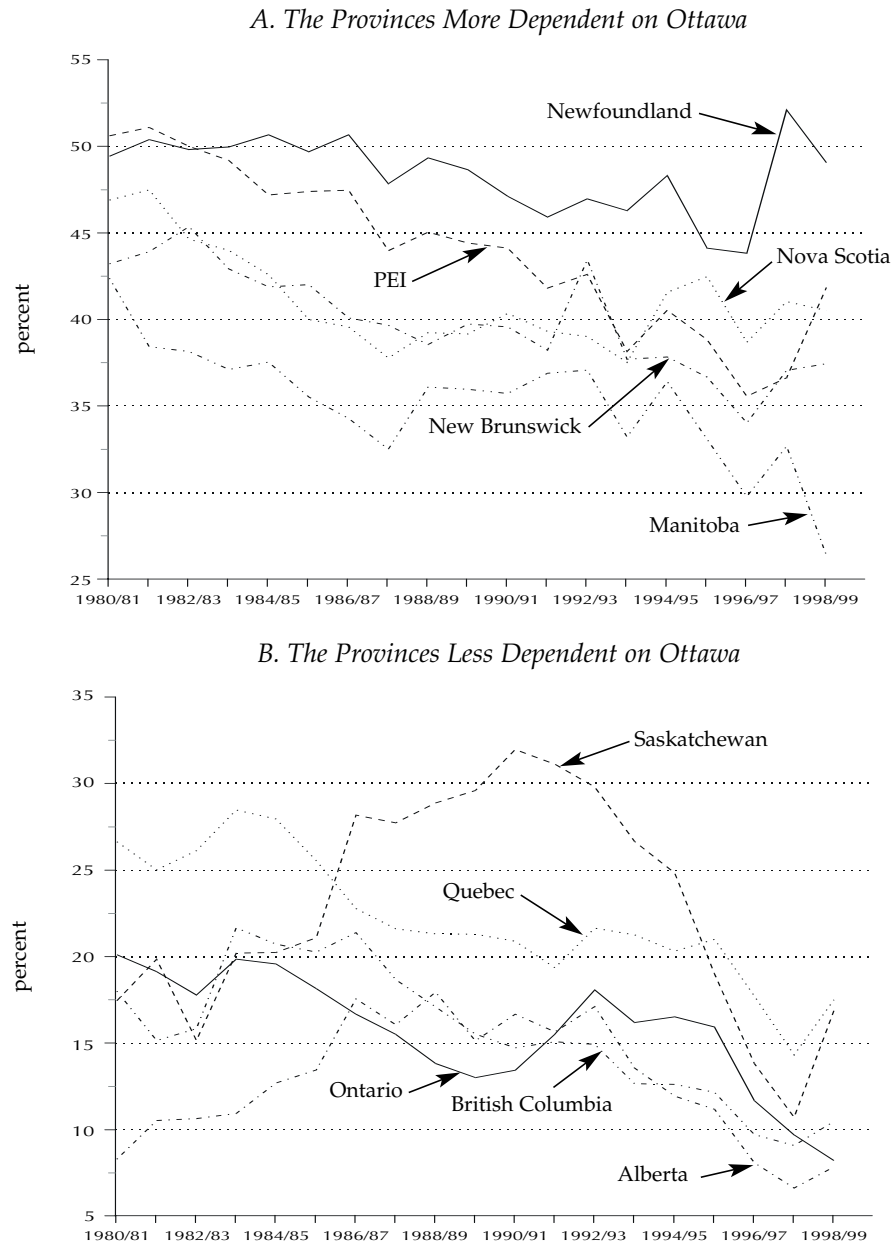 A. The Provinces More Dependent on Ottawa
55
50
45
40
35
30
25
percent
Newfoundland
Nova Scotia
PEI
New Brunswick
Manitoba
1980/81 1982/83 1984/85 1986/87 1988/89 1990/91 1992/93 1994/95 1996/97 1998/99
B. The Provinces Less Dependent on Ottawa
35
30
25
20
15
10
5
percent
Saskatchewan
Quebec
Ontario
British Columbia
Alberta
1980/81 1982/83 1984/85 1986/87 1988/89 1990/91 1992/93 1994/95 1996/97 1998/99